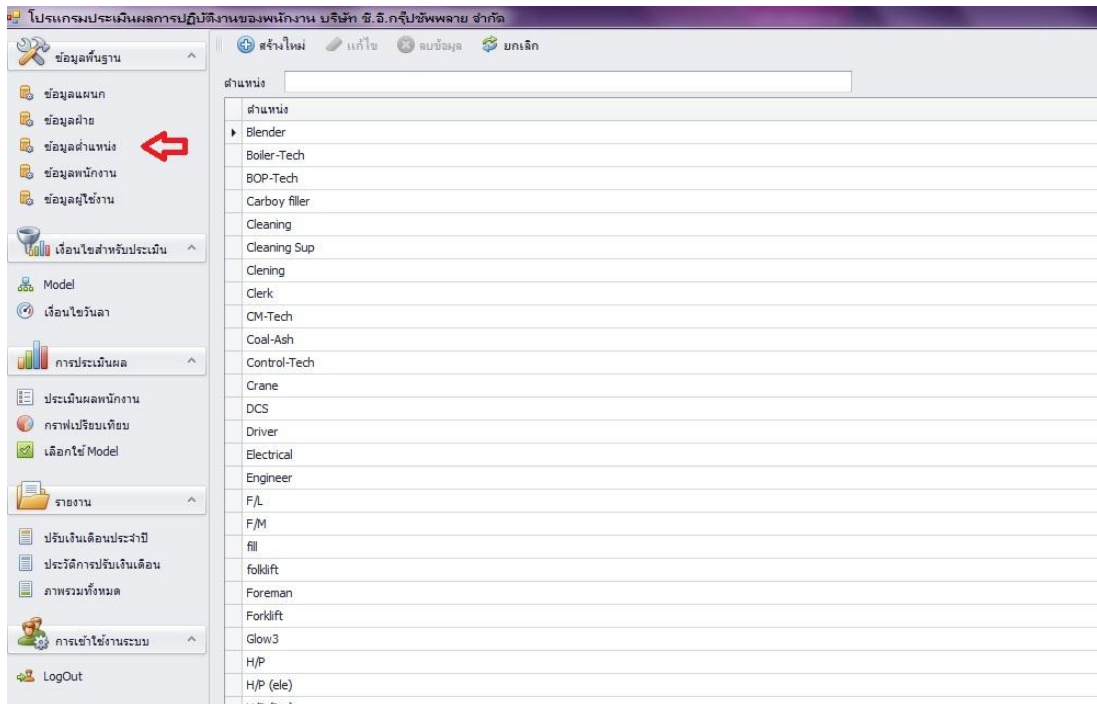 โปรแกรมประเมินผลการปฏิบัติงานของพนักงาน บริษัท ซี.อี.กรุ๊ปซัพพลาย จำกัด
ข้อมูลพื้นฐาน
ข้อมูลแผนก
ข้อมูลฝ่าย
ข้อมูลตำแหน่ง
ข้อมูลพนักงาน
ข้อมูลผู้ใช้งาน
เงื่อนไขสำหรับประเมิน
Model
เงื่อนไขวันลา
การประเมินผล
ประเมินผลพนักงาน
กราฟเปรียบเทียบ
เลือกใช้ Model
รายงาน
ปรับเงินเดือนประจำปี
ประวัติการปรับเงินเดือน
ภาพรวมทั้งหมด
การเข้าใช้งานระบบ
LogOut
สร้างใหม่ แก้ไข ลบข้อมูล ยกเลิก
ตำแหน่ง
ตำแหน่ง
Blender
Boiler-Tech
BOP-Tech
Carboy filler
Cleaning
Cleaning Sup
Clening
Clerk
CM-Tech
Coal-Ash
Control-Tech
Crane
DCS
Driver
Electrical
Engineer
F/L
F/M
fill
folklift
Foreman
Forklift
Glow3
H/P
H/P (ele)